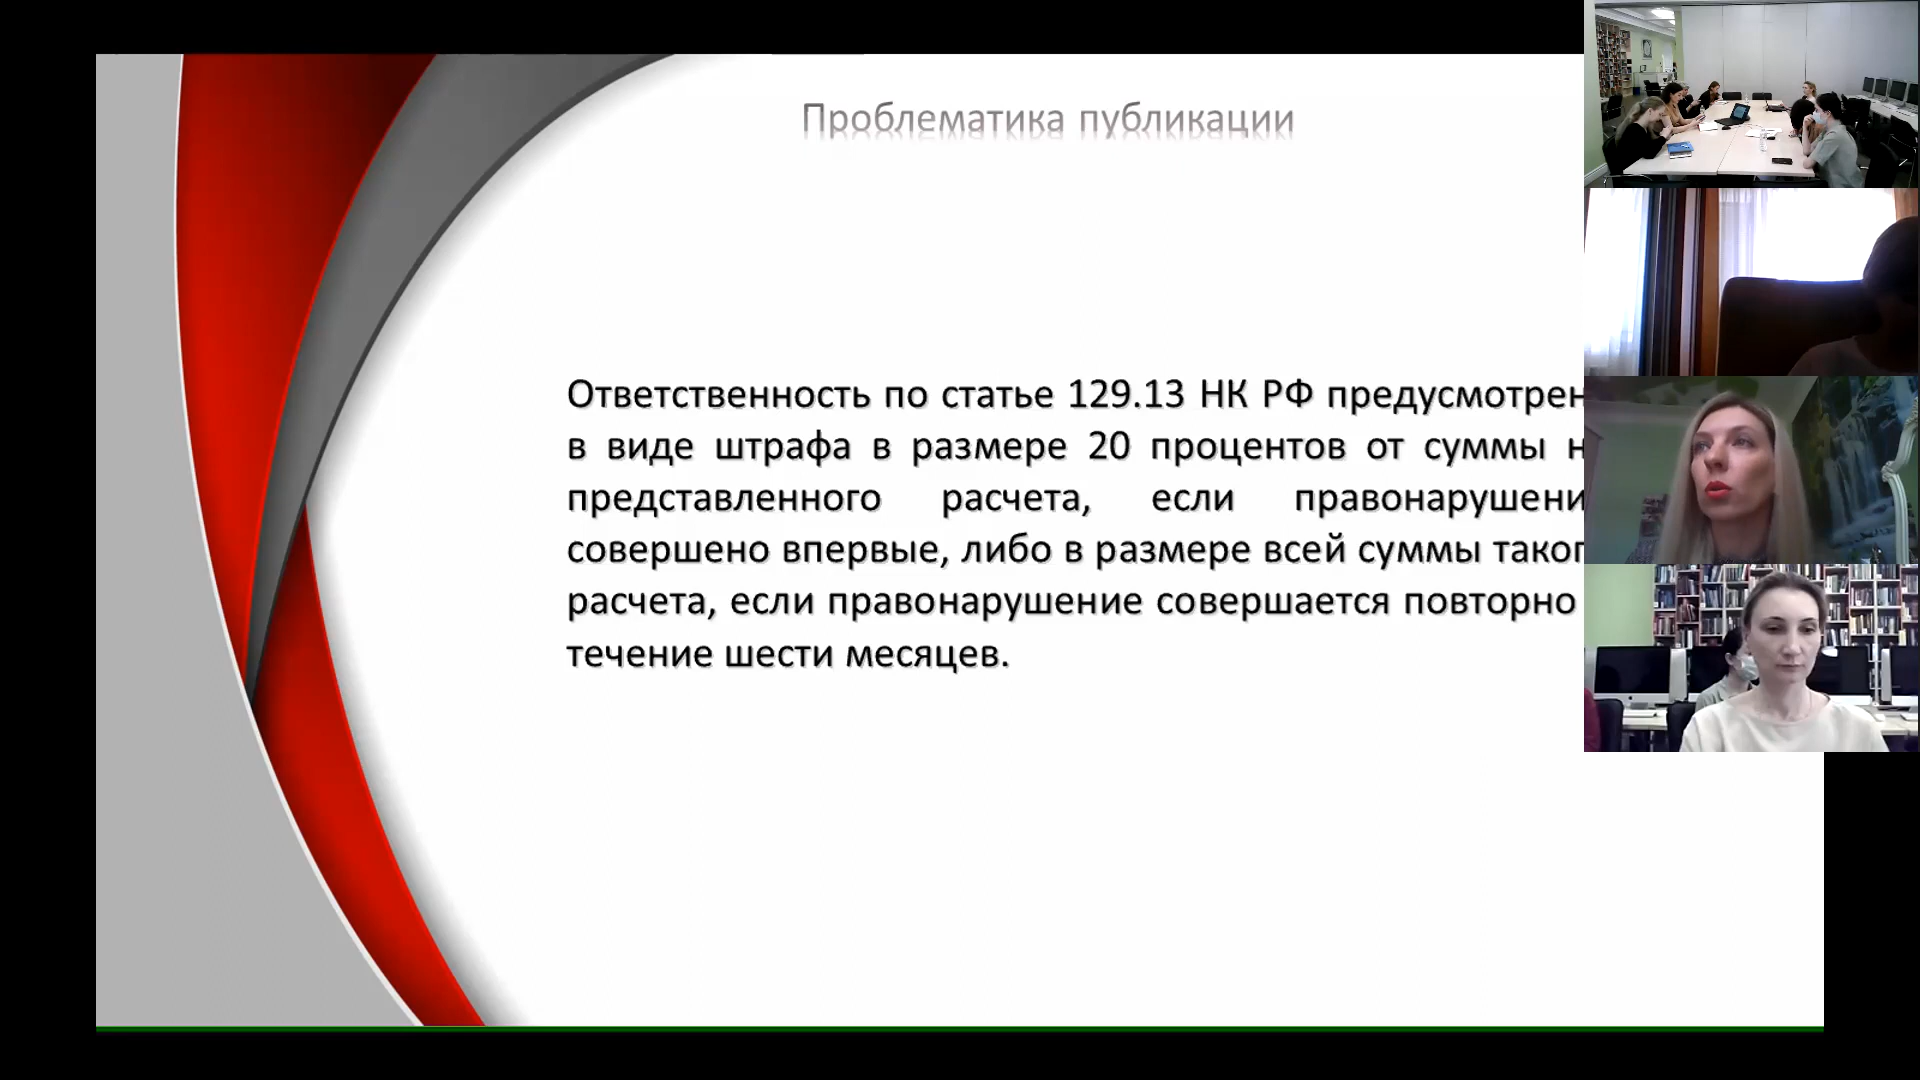 Проблематика публикации
Ответственность по статье 129.13 НК РФ предусмотрен
в виде штрафа в размере 20 процентов от суммы н
представленного расчета, если правонарушени
совершено впервые, либо в размере всей суммы таког
расчета, если правонарушение совершается повторно
течение шести месяцев.